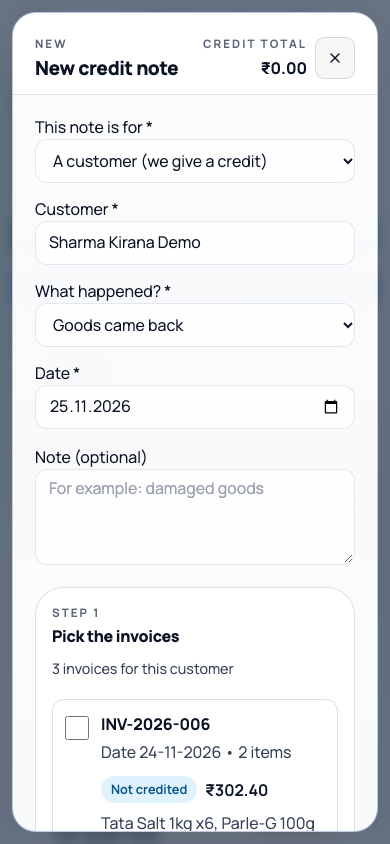 NEW
New credit note
CREDIT TOTAL
₹0.00
This note is for *
A customer (we give a credit)
Customer *
Sharma Kirana Demo
What happened? *
Goods came back
Date *
25.11.2026
Note (optional)
For example: damaged goods
STEP 1
Pick the invoices
3 invoices for this customer
INV-2026-006
Date 24-11-2026 • 2 items
Not credited ₹302.40
Tata Salt 1kg x6, Parle-G 100g